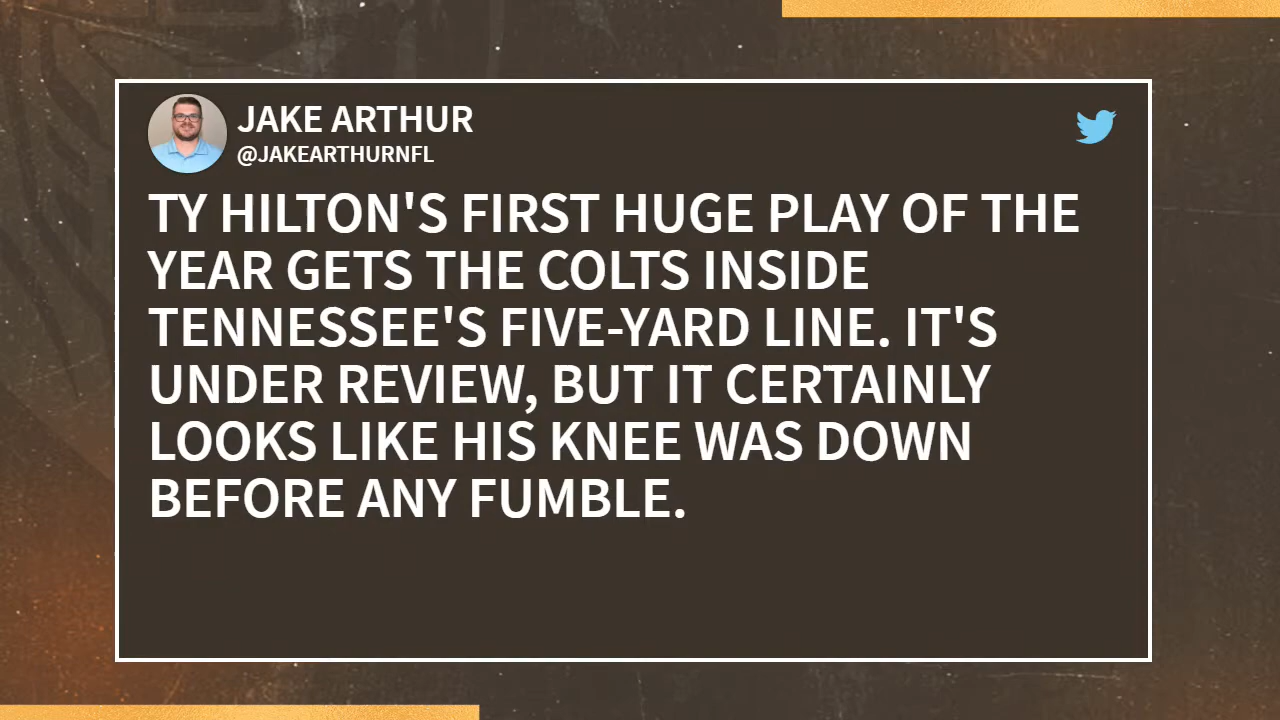 JAKE ARTHUR
@JAKEARTHURNFL
TY HILTON'S FIRST HUGE PLAY OF THE
YEAR GETS THE COLTS INSIDE
TENNESSEE'S FIVE-YARD LINE. IT'S
UNDER REVIEW, BUT IT CERTAINLY
LOOKS LIKE HIS KNEE WAS DOWN
BEFORE ANY FUMBLE.